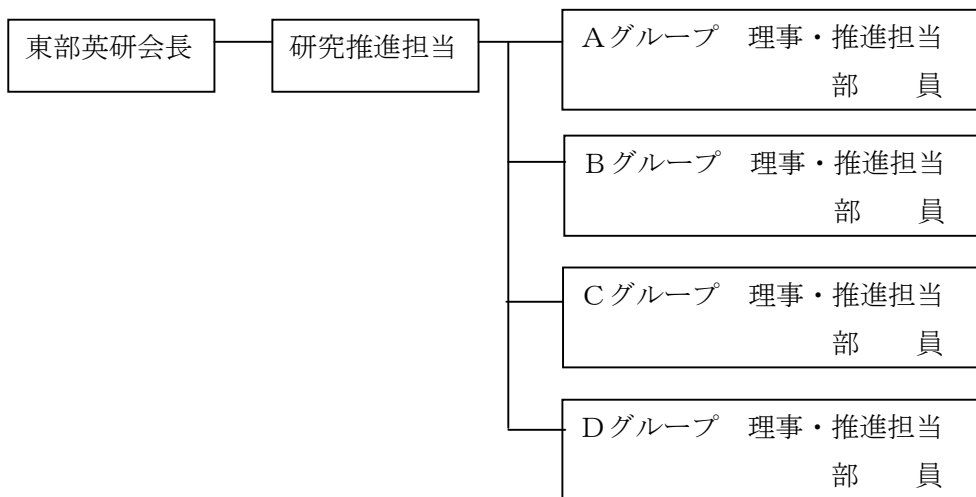 東部英研会長
研究推進担当
Aグループ　理事・推進担当
部　　員
Bグループ　理事・推進担当
部　　員
Cグループ　理事・推進担当
部　　員
Dグループ　理事・推進担当
部　　員